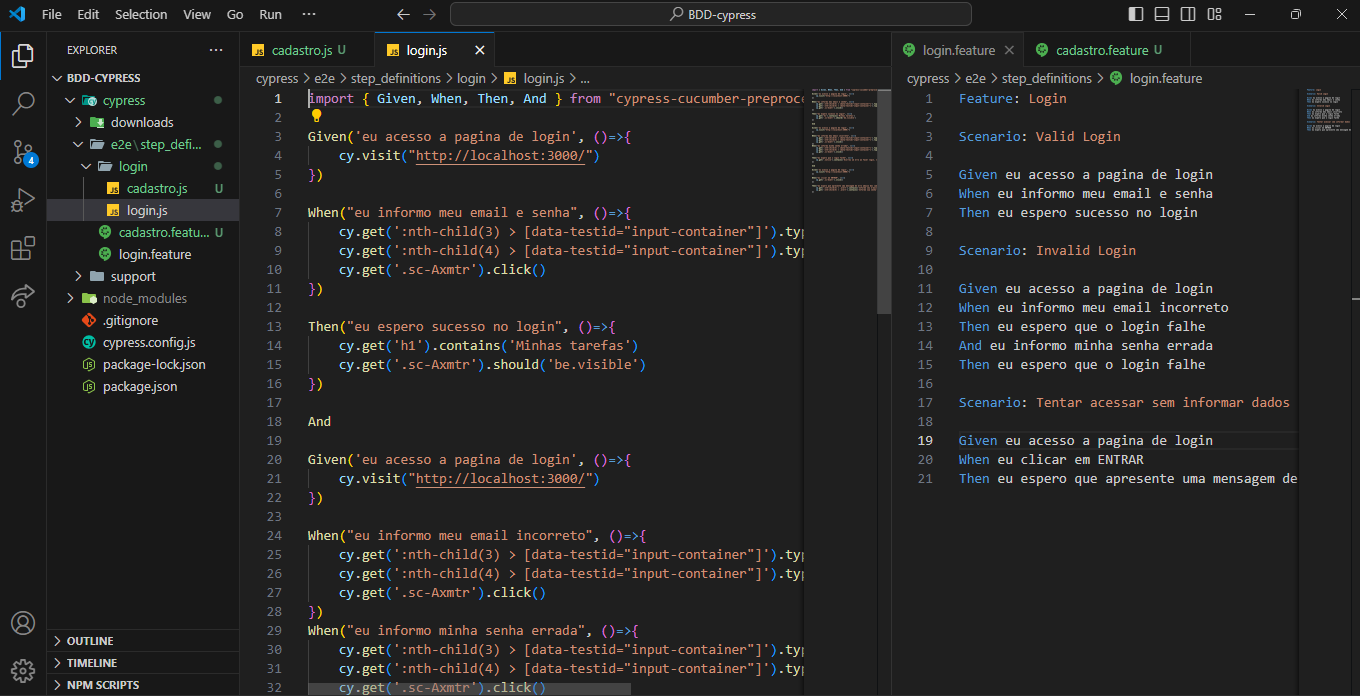 File Edit Selection View Go Run ··· BDD-cypress
EXPLORER ···
BDD-CYPRESS
cypress
downloads
e2e \ step_defi...
login
cadastro.js U
login.js
cadastro.featu... U
login.feature
support
node_modules
.gitignore
cypress.config.js
package-lock.json
package.json
OUTLINE
TIMELINE
NPM SCRIPTS
4
cadastro.js U login.js
cypress > e2e > step_definitions > login > login.js > ...
1 import { Given, When, Then, And } from "cypress-cucumber-preproce
2
3 Given('eu acesso a pagina de login', ()=>{
4 cy.visit("http://localhost:3000/")
5 })
6
7 When("eu informo meu email e senha", ()=>{
8 cy.get(':nth-child(3) > [data-testid="input-container"]').typ
9 cy.get(':nth-child(4) > [data-testid="input-container"]').typ
10 cy.get('.sc-Axmtr').click()
11 })
12
13 Then("eu espero sucesso no login", ()=>{
14 cy.get('h1').contains('Minhas tarefas')
15 cy.get('.sc-Axmtr').should('be.visible')
16 })
17
18 And
19
20 Given('eu acesso a pagina de login', ()=>{
21 cy.visit("http://localhost:3000/")
22 })
23
24 When("eu informo meu email incorreto", ()=>{
25 cy.get(':nth-child(3) > [data-testid="input-container"]').typ
26 cy.get(':nth-child(4) > [data-testid="input-container"]').typ
27 cy.get('.sc-Axmtr').click()
28 })
29 When("eu informo minha senha errada", ()=>{
30 cy.get(':nth-child(3) > [data-testid="input-container"]').typ
31 cy.get(':nth-child(4) > [data-testid="input-container"]').typ
32 cy.get('.sc-Axmtr').click()
login.feature cadastro.feature U
cypress > e2e > step_definitions > login.feature
1 Feature: Login
2
3 Scenario: Valid Login
4
5 Given eu acesso a pagina de login
6 When eu informo meu email e senha
7 Then eu espero sucesso no login
8
9 Scenario: Invalid Login
10
11 Given eu acesso a pagina de login
12 When eu informo meu email incorreto
13 Then eu espero que o login falhe
14 And eu informo minha senha errada
15 Then eu espero que o login falhe
16
17 Scenario: Tentar acessar sem informar dados
18
19 Given eu acesso a pagina de login
20 When eu clicar em ENTRAR
21 Then eu espero que apresente uma mensagem de